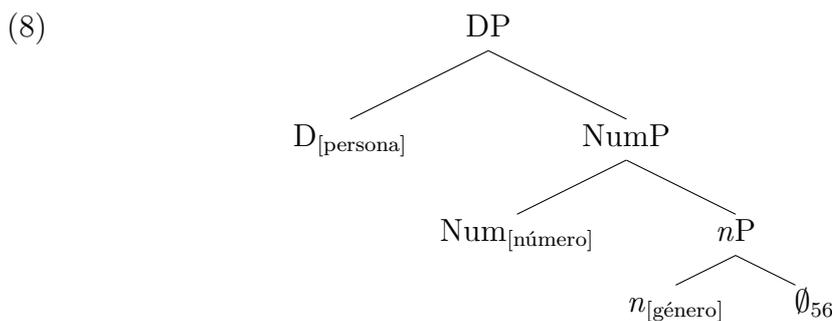 (8)
DP
D[persona] NumP
Num[número] nP
n[género] ∅56